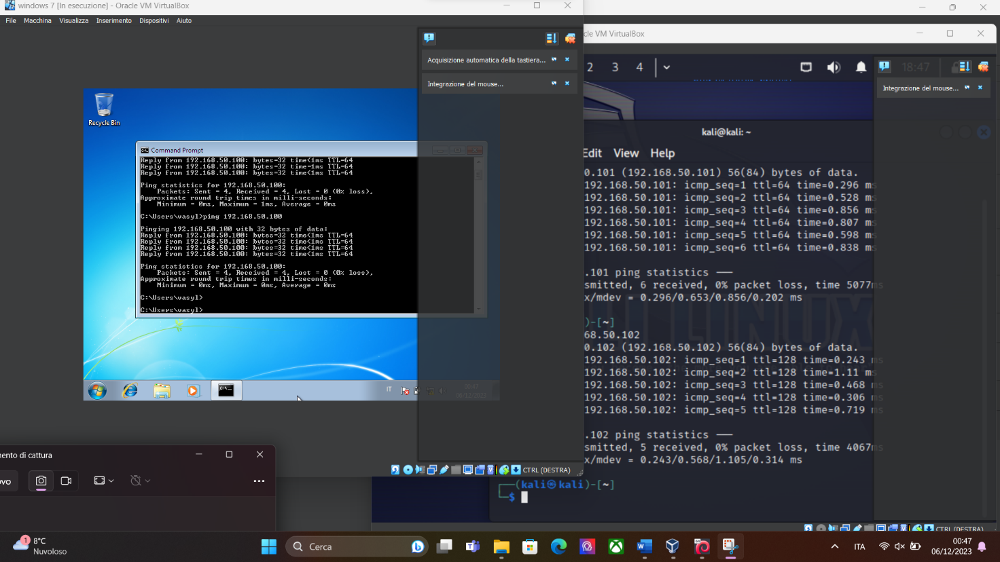 windows 7 [In esecuzione] - Oracle VM VirtualBox
File Macchina Visualizza Inserimento Dispositivi Aiuto
Acquisizione automatica della tastiera...
Integrazione del mouse...
Recycle Bin
Command Prompt
Reply from 192.168.50.100: bytes=32 time<1ms TTL=64
Reply from 192.168.50.100: bytes=32 time=1ms TTL=64
Reply from 192.168.50.100: bytes=32 time<1ms TTL=64
Ping statistics for 192.168.50.100:
Packets: Sent = 4, Received = 4, Lost = 0 (0% loss),
Approximate round trip times in milli-seconds:
Minimum = 0ms, Maximum = 1ms, Average = 0ms
C:\Users\vasyl>ping 192.168.50.100
Pinging 192.168.50.100 with 32 bytes of data:
Reply from 192.168.50.100: bytes=32 time<1ms TTL=64
Reply from 192.168.50.100: bytes=32 time<1ms TTL=64
Reply from 192.168.50.100: bytes=32 time<1ms TTL=64
Reply from 192.168.50.100: bytes=32 time<1ms TTL=64
Ping statistics for 192.168.50.100:
Packets: Sent = 4, Received = 4, Lost = 0 (0% loss),
Approximate round trip times in milli-seconds:
Minimum = 0ms, Maximum = 0ms, Average = 0ms
C:\Users\vasyl>
C:\Users\vasyl>
IT
00:47
06/12/2023
CTRL (DESTRA)
cle VM VirtualBox
2 3 4
18:47
Integrazione del mouse...
kali@kali: ~
Edit View Help
0.101 (192.168.50.101) 56(84) bytes of data.
192.168.50.101: icmp_seq=1 ttl=64 time=0.296 ms
192.168.50.101: icmp_seq=2 ttl=64 time=0.528 ms
192.168.50.101: icmp_seq=3 ttl=64 time=0.856 ms
192.168.50.101: icmp_seq=4 ttl=64 time=0.807 ms
192.168.50.101: icmp_seq=5 ttl=64 time=0.598 ms
192.168.50.101: icmp_seq=6 ttl=64 time=0.838 ms
.101 ping statistics ---
smitted, 6 received, 0% packet loss, time 5077ms
x/mdev = 0.296/0.653/0.856/0.202 ms
)-[~]
68.50.102
0.102 (192.168.50.102) 56(84) bytes of data.
192.168.50.102: icmp_seq=1 ttl=128 time=0.243 ms
192.168.50.102: icmp_seq=2 ttl=128 time=1.11 ms
192.168.50.102: icmp_seq=3 ttl=128 time=0.468 ms
192.168.50.102: icmp_seq=4 ttl=128 time=0.306 ms
192.168.50.102: icmp_seq=5 ttl=128 time=0.719 ms
.102 ping statistics ---
smitted, 5 received, 0% packet loss, time 4067ms
x/mdev = 0.243/0.568/1.105/0.314 ms
(kali㉿kali)-[~]
$
CTRL (DESTRA)
mento di cattura
ovo
1
8°C
Nuvoloso
Cerca
ITA
00:47
06/12/2023